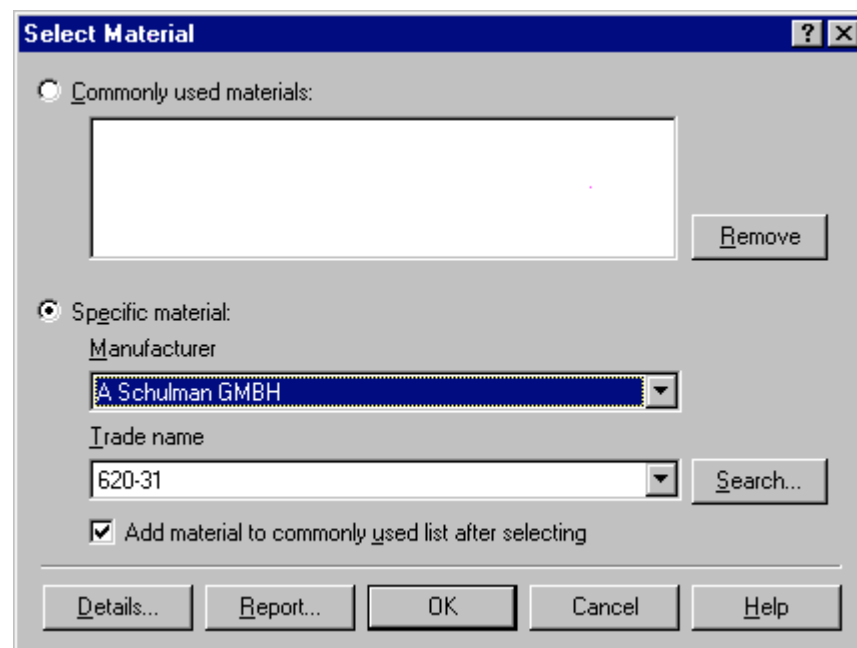 Select Material
Commonly used materials:
Remove
Specific material:
Manufacturer
A Schulman GMBH
Trade name
620-31
Search...
Add material to commonly used list after selecting
Details... Report... OK Cancel Help